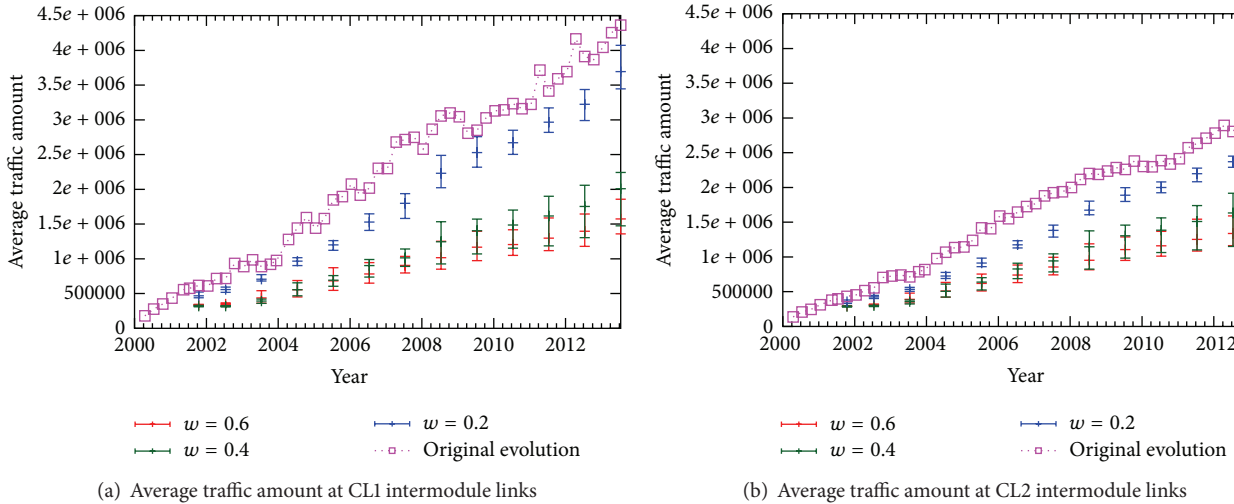 4.5e + 006
4e + 006
3.5e + 006
3e + 006
2.5e + 006
2e + 006
1.5e + 006
1e + 006
500000
0
Average traffic amount
2000 2002 2004 2006 2008 2010 2012
Year
w = 0.6
w = 0.4
w = 0.2
Original evolution
(a) Average traffic amount at CL1 intermodule links
4.5e + 006
4e + 006
3.5e + 006
3e + 006
2.5e + 006
2e + 006
1.5e + 006
1e + 006
500000
0
Average traffic amount
2000 2002 2004 2006 2008 2010 2012
Year
w = 0.6
w = 0.4
w = 0.2
Original evolution
(b) Average traffic amount at CL2 intermodule links